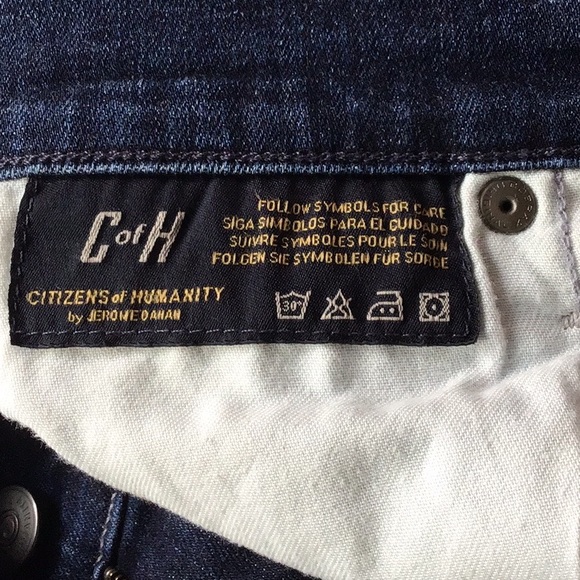 C of H
CITIZENS of HUMANITY
by JEROME DAHAN
FOLLOW SYMBOLS FOR CARE
SIGA SIMBOLOS PARA EL CUIDADO
SUIVRE SYMBOLES POUR LE SOIN
FOLGEN SIE SYMBOLEN FÜR SORGE
30°